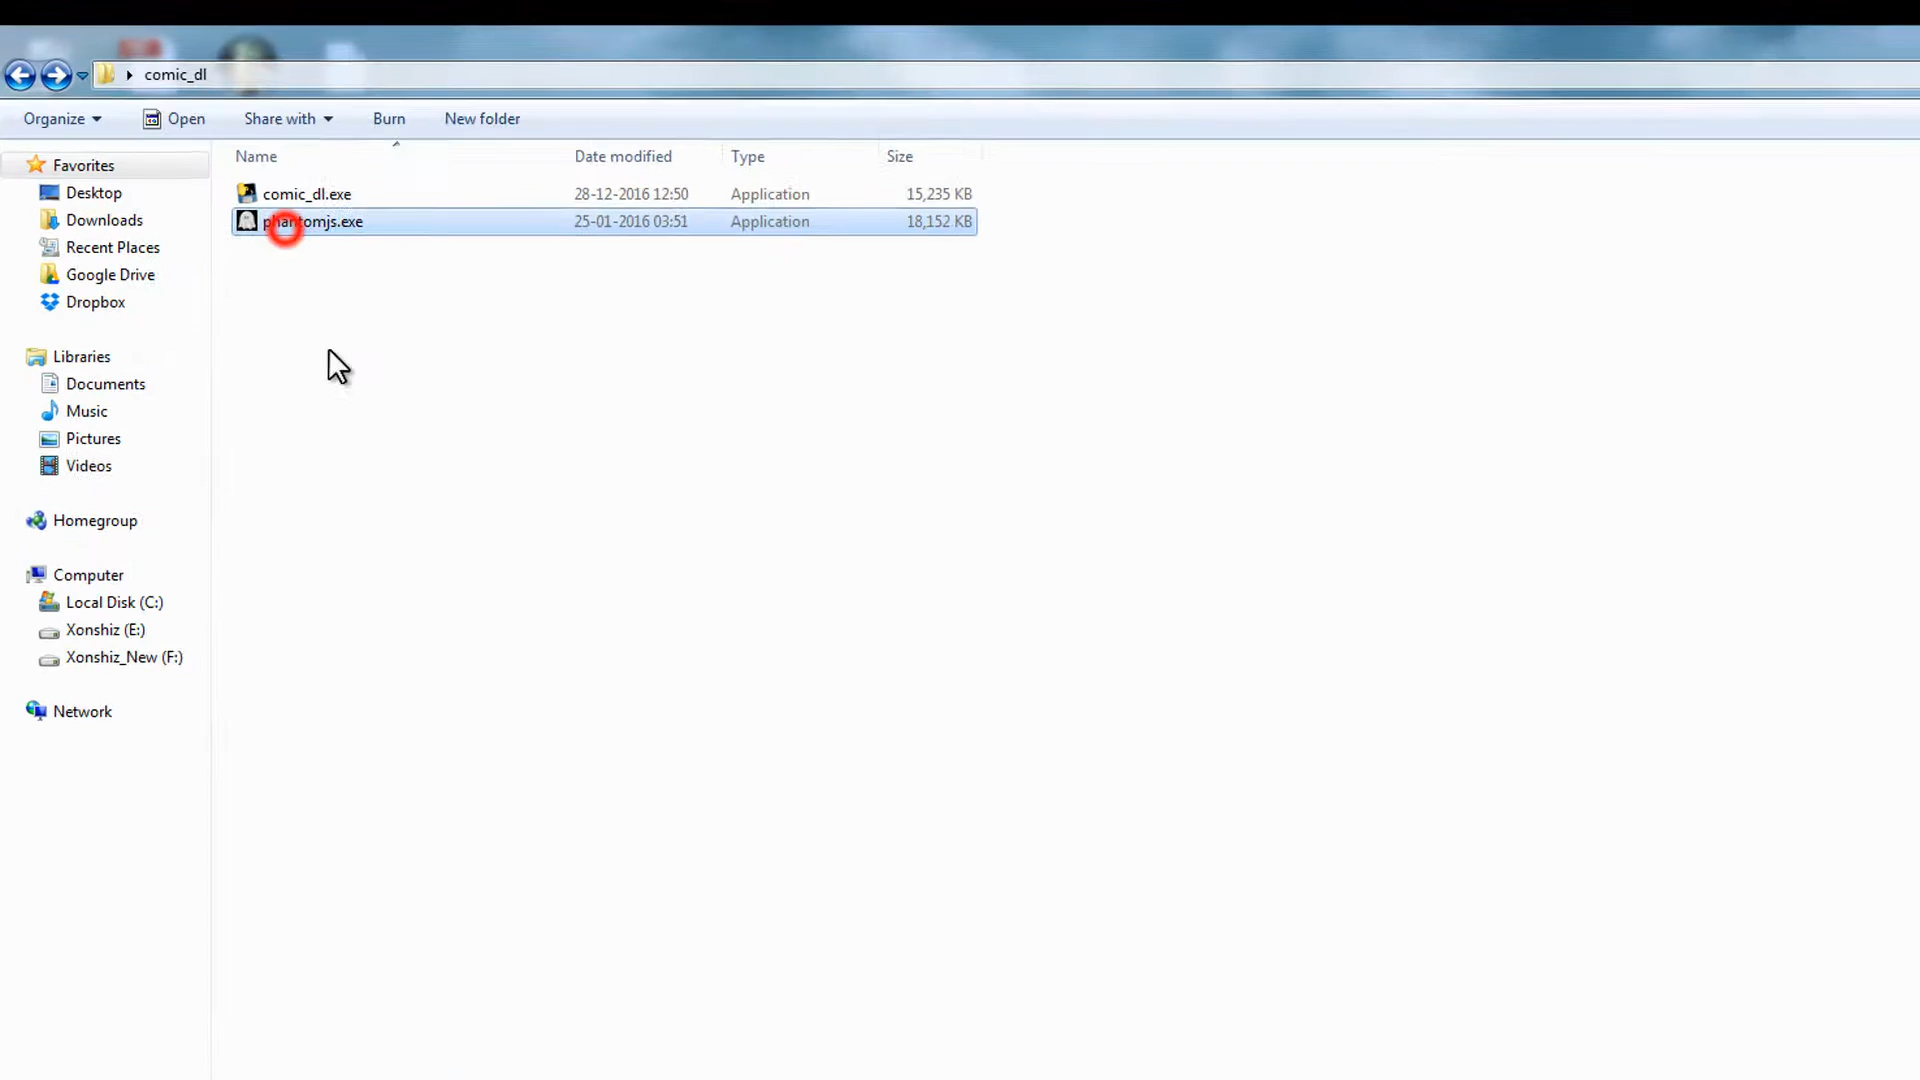 comic_dl
Organize Open Share with Burn New folder
Name Date modified Type Size
comic_dl.exe 28-12-2016 12:50 Application 15,235 KB
phantomjs.exe 25-01-2016 03:51 Application 18,152 KB
Favorites
Desktop
Downloads
Recent Places
Google Drive
Dropbox
Libraries
Documents
Music
Pictures
Videos
Homegroup
Computer
Local Disk (C:)
Xonshiz (E:)
Xonshiz_New (F:)
Network